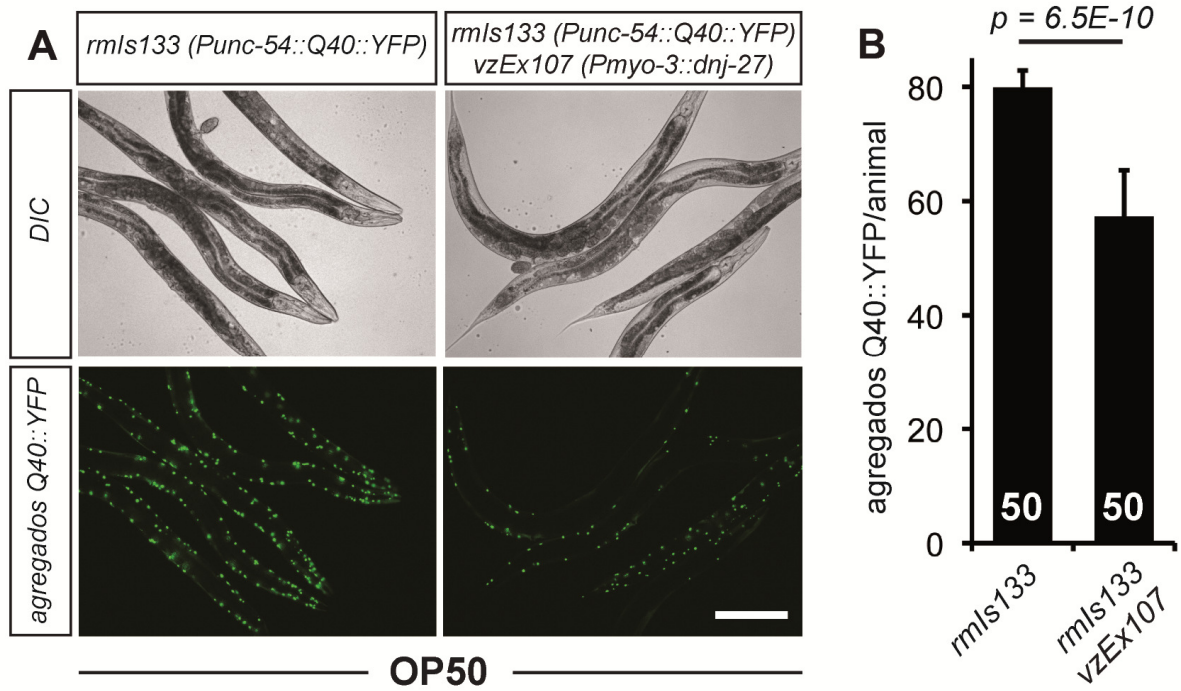 A
rmIs133 (Punc-54::Q40::YFP)
rmIs133 (Punc-54::Q40::YFP)
vzEx107 (Pmyo-3::dnj-27)
DIC
agregados Q40::YFP
OP50
B
p = 6.5E-10
agregados Q40::YFP/animal
80
60
40
20
0
50
50
rmIs133
rmIs133
vzEx107